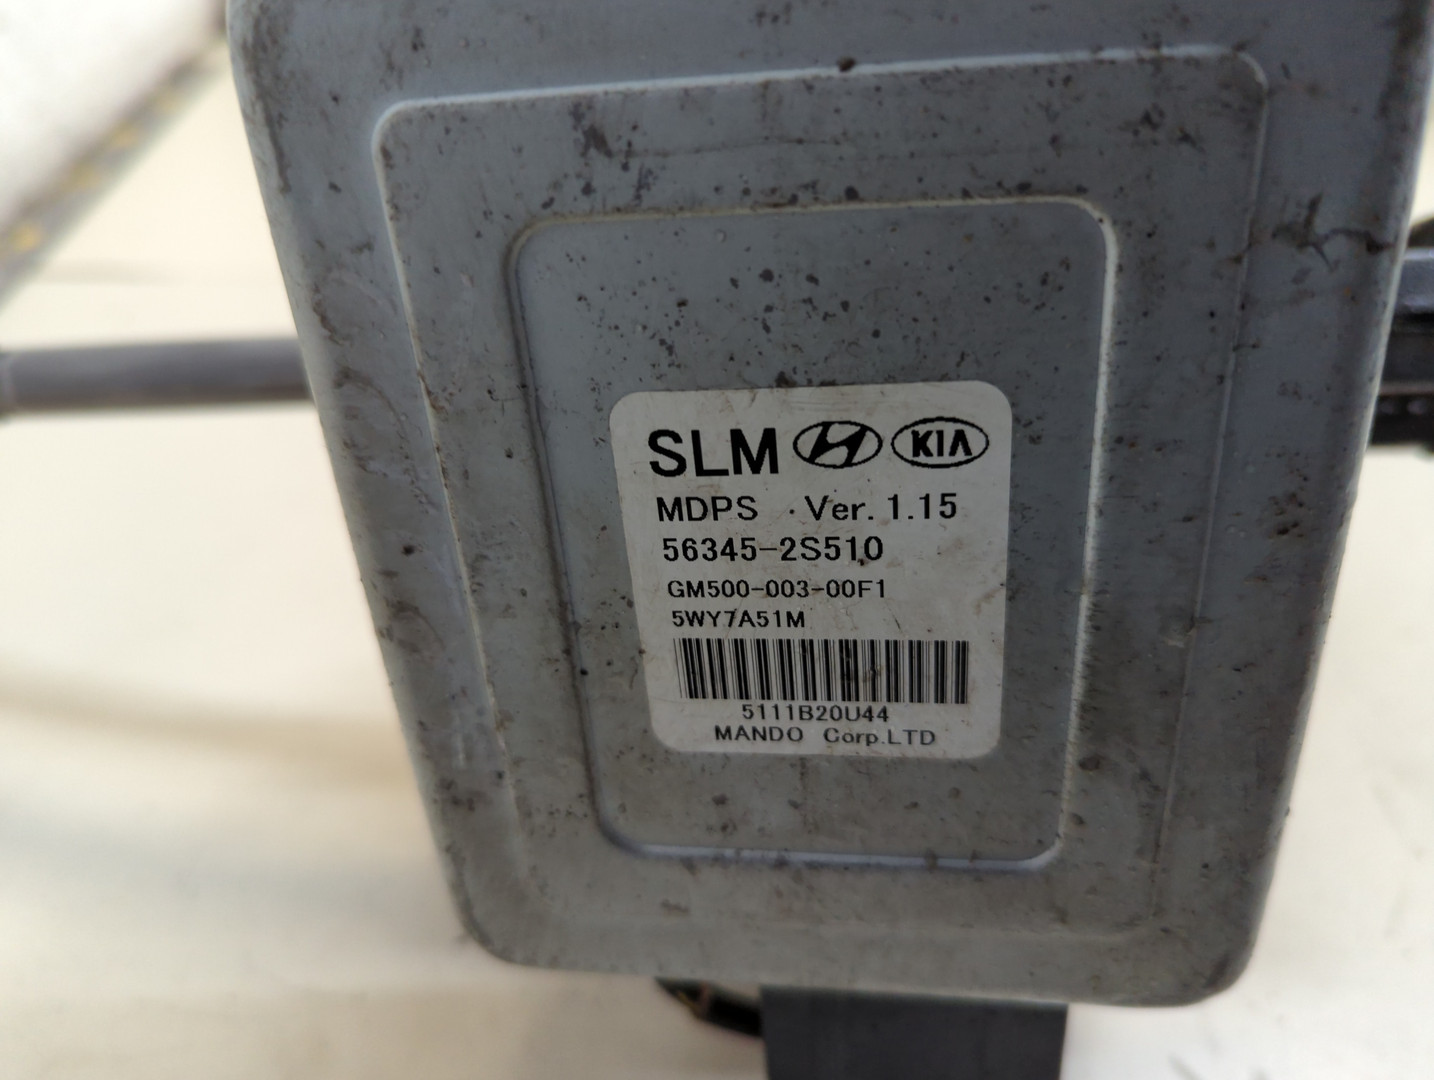 SLM KIA
MDPS · Ver. 1.15
56345-2S510
GM500-003-00F1
5WY7A51M
5111B20U44
MANDO Corp.LTD